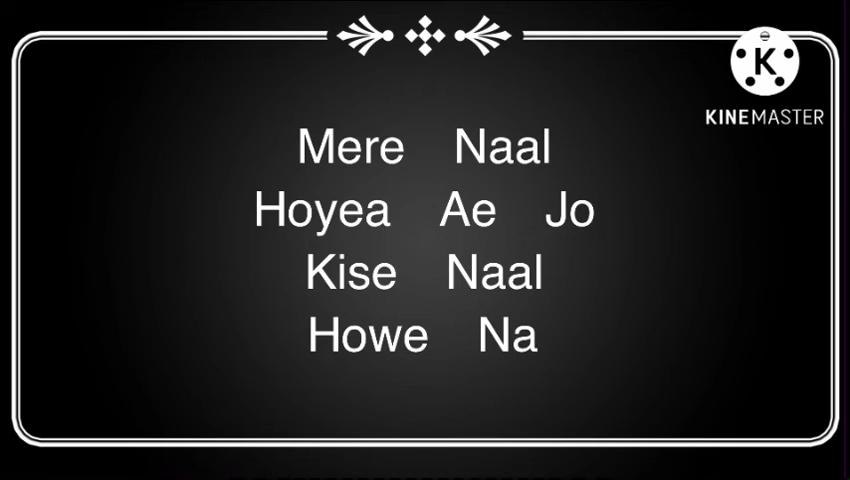 K
KINEMASTER
Mere Naal
Hoyea Ae Jo
Kise Naal
Howe Na